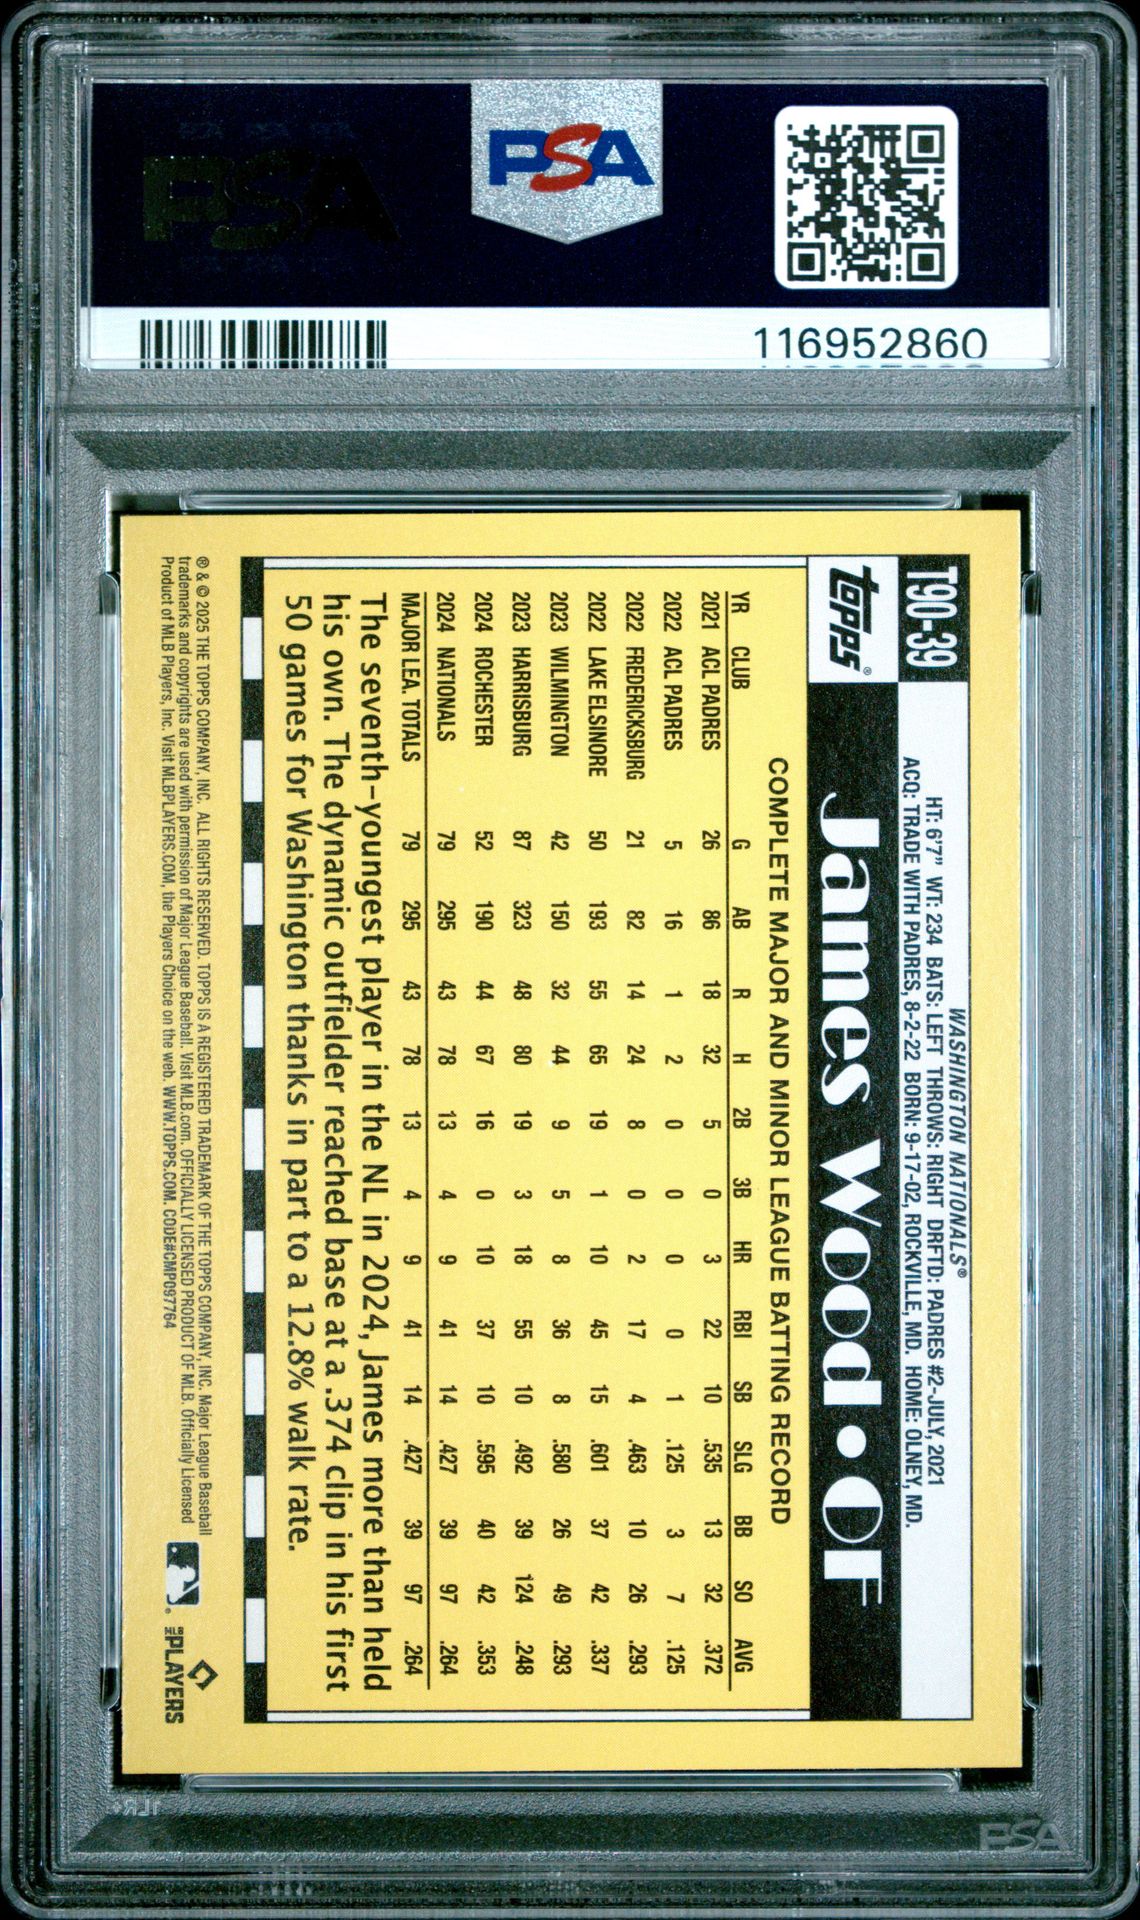 PSA
PSA
116952860
T90-39
WASHINGTON NATIONALS®
HT: 6'7" WT: 234 BATS: LEFT THROWS: RIGHT DRFTD: PADRES #2-JULY, 2021
ACQ: TRADE WITH PADRES, 8-2-22 BORN: 9-17-02, ROCKVILLE, MD. HOME: OLNEY, MD.
topps® James Wood • OF
COMPLETE MAJOR AND MINOR LEAGUE BATTING RECORD
YR CLUB G AB R H 2B 3B HR RBI SB SLG BB SO AVG
2021 ACL PADRES 26 86 18 32 5 0 3 22 10 .535 13 32 .372
2022 ACL PADRES 5 16 1 2 0 0 0 0 1 .125 3 7 .125
2022 FREDERICKSBURG 21 82 14 24 8 0 2 17 4 .463 10 26 .293
2022 LAKE ELSINORE 50 193 55 65 19 1 10 45 15 .601 37 42 .337
2023 WILMINGTON 42 150 32 44 9 5 8 36 8 .580 26 49 .293
2023 HARRISBURG 87 323 48 80 19 3 18 55 10 .492 39 124 .248
2024 ROCHESTER 52 190 44 67 16 0 10 37 10 .595 40 42 .353
2024 NATIONALS 79 295 43 78 13 4 9 41 14 .427 39 97 .264
MAJOR LEA. TOTALS 79 295 43 78 13 4 9 41 14 .427 39 97 .264
The seventh-youngest player in the NL in 2024, James more than held
his own. The dynamic outfielder reached base at a .374 clip in his first
50 games for Washington thanks in part to a 12.8% walk rate.
® & © 2025 THE TOPPS COMPANY, INC. ALL RIGHTS RESERVED. TOPPS IS A REGISTERED TRADEMARK OF THE TOPPS COMPANY, INC. Major League Baseball
trademarks and copyrights are used with permission of Major League Baseball. Visit MLB.com. OFFICIALLY LICENSED PRODUCT OF MLB. Officially Licensed
Product of MLB Players, Inc. Visit MLBPLAYERS.COM, the Players Choice on the web. WWW.TOPPS.COM. CODE#CMP097764
MLB PLAYERS
PSA